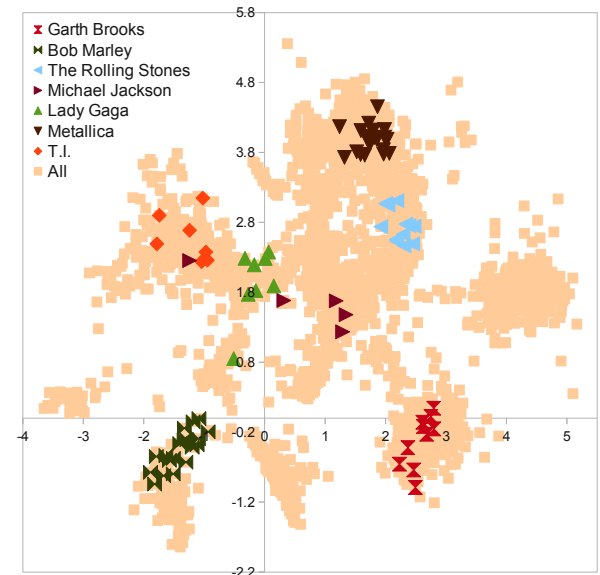 5.8
Garth Brooks
Bob Marley
The Rolling Stones
Michael Jackson
Lady Gaga
Metallica
T.I.
All
4.8
3.8
2.8
1.8
0.8
-4 -3 -2 -1 0 1 2 3 4 5
-0.2
-1.2
-2.2